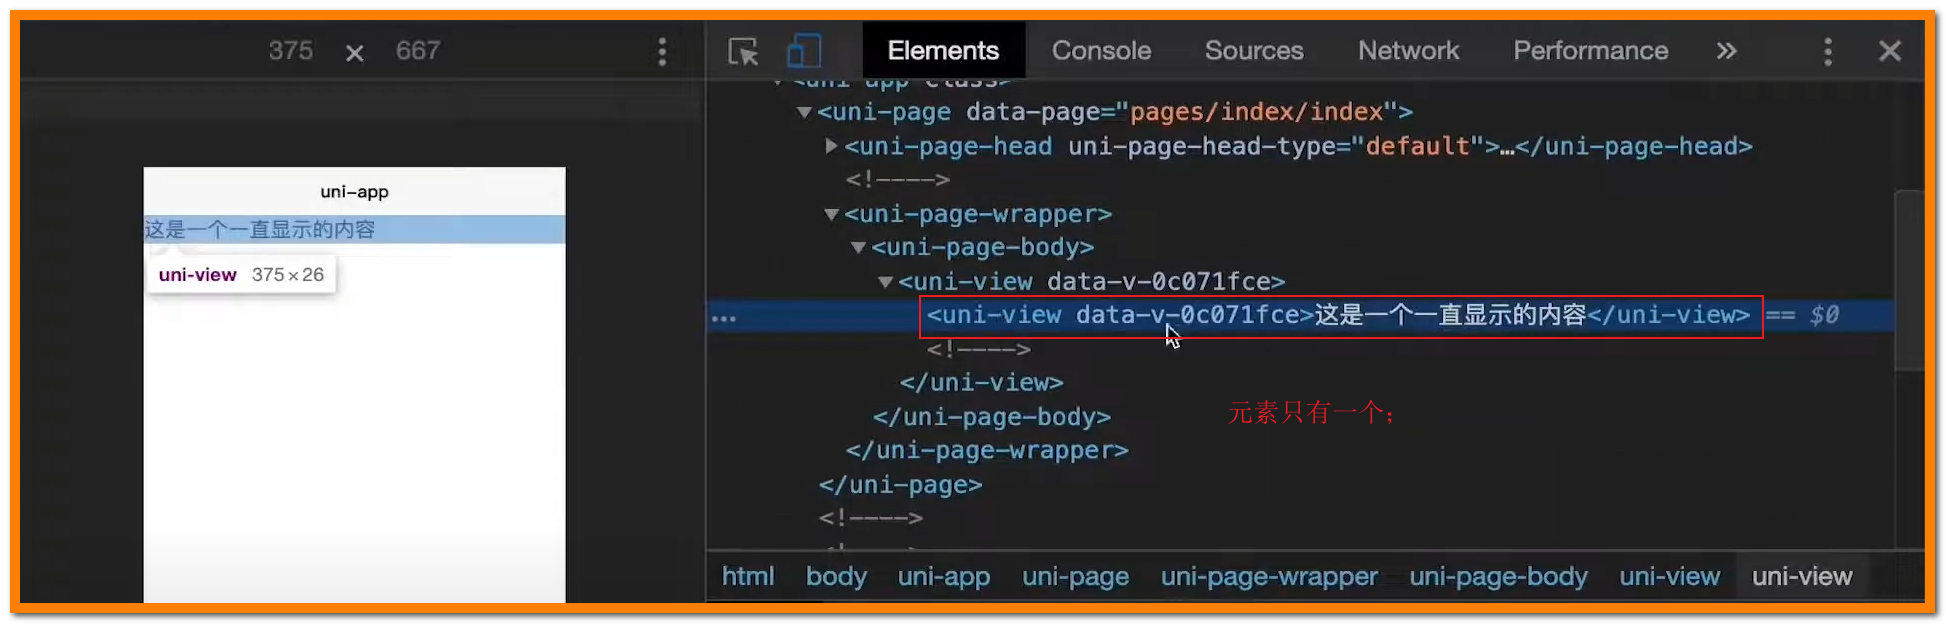 375 × 667
Elements Console Sources Network Performance »
uni-app
这是一个一直显示的内容
uni-view 375×26
<uni-app class>
▼<uni-page data-page="pages/index/index">
▶<uni-page-head uni-page-head-type="default">…</uni-page-head>
<!---->
▼<uni-page-wrapper>
▼<uni-page-body>
▼<uni-view data-v-0c071fce>
… <uni-view data-v-0c071fce>这是一个一直显示的内容</uni-view> == $0
<!---->
</uni-view>
</uni-page-body>
元素只有一个；
</uni-page-wrapper>
</uni-page>
<!---->
html body uni-app uni-page uni-page-wrapper uni-page-body uni-view uni-view